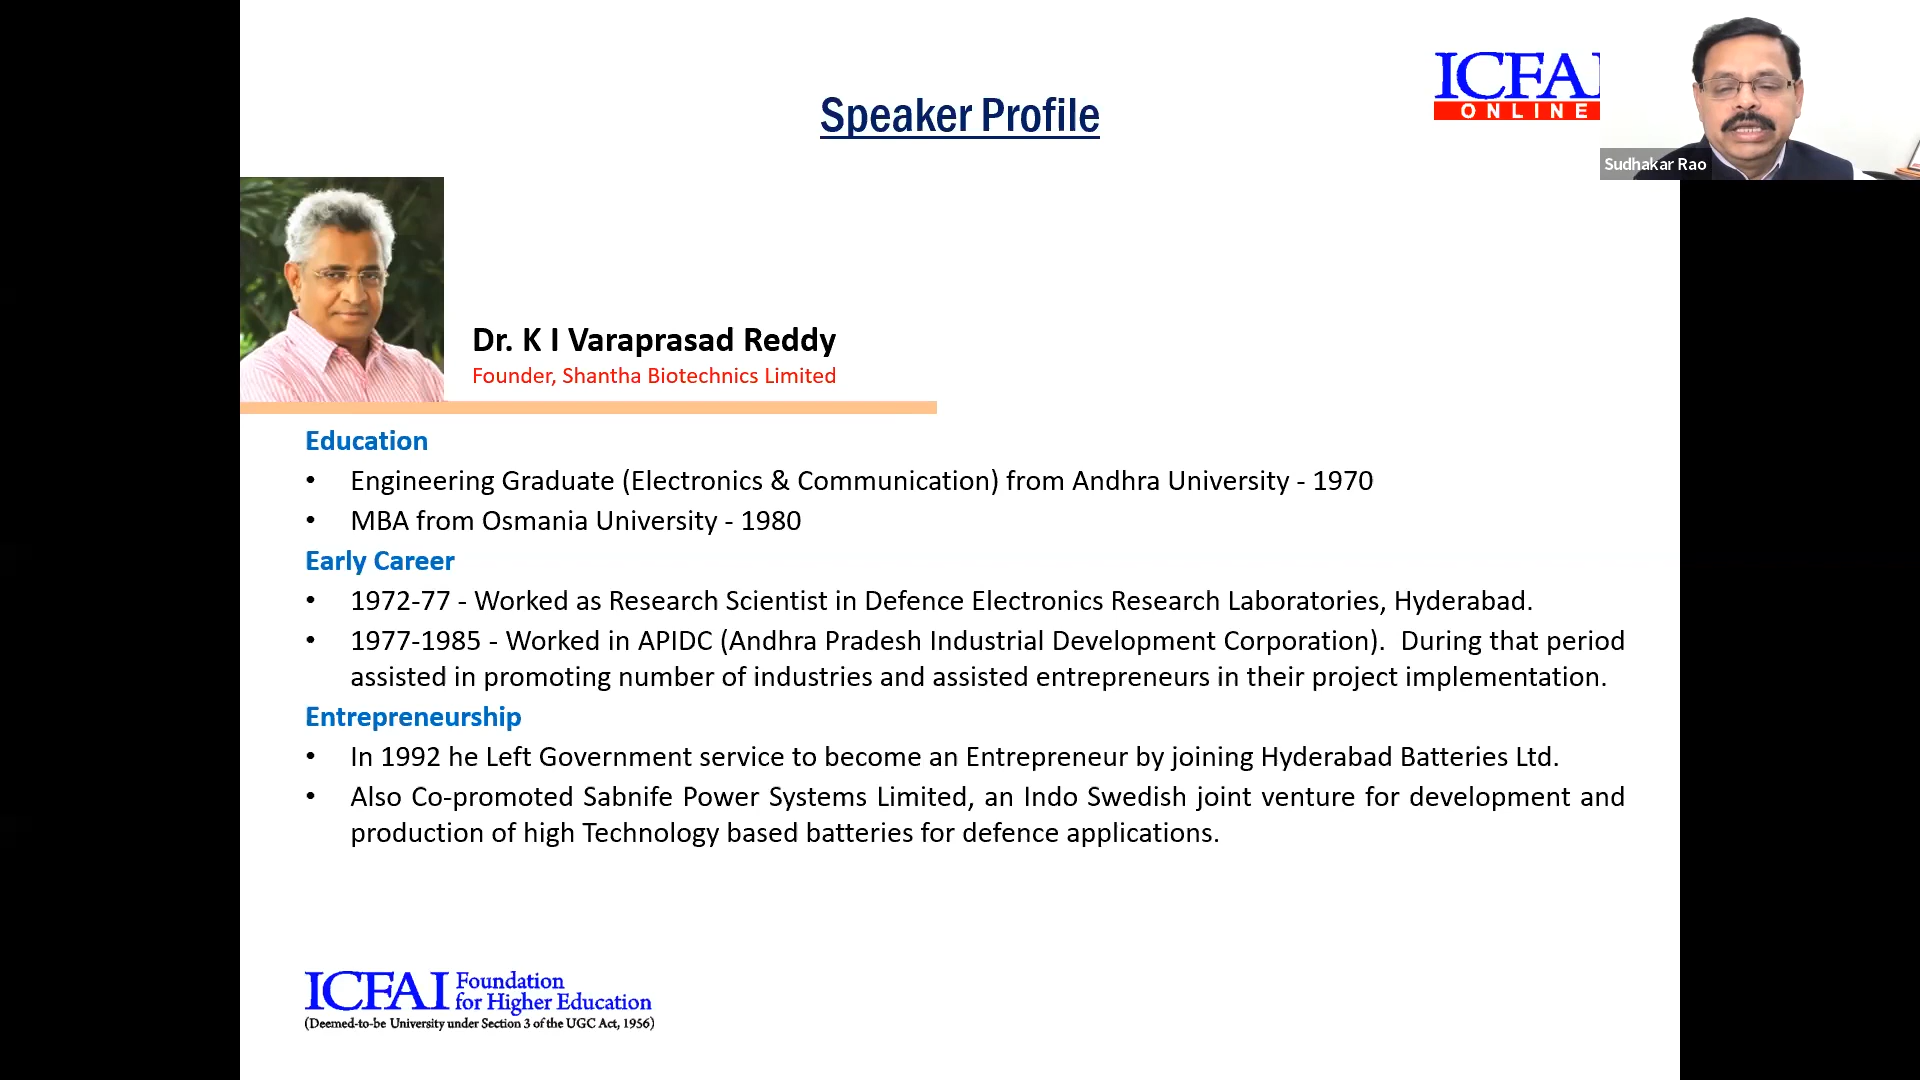 Speaker Profile
ICFAI
ONLINE
Sudhakar Rao
Dr. K I Varaprasad Reddy
Founder, Shantha Biotechnics Limited
Education
• Engineering Graduate (Electronics & Communication) from Andhra University - 1970
• MBA from Osmania University - 1980
Early Career
• 1972-77 - Worked as Research Scientist in Defence Electronics Research Laboratories, Hyderabad.
• 1977-1985 - Worked in APIDC (Andhra Pradesh Industrial Development Corporation). During that period
assisted in promoting number of industries and assisted entrepreneurs in their project implementation.
Entrepreneurship
• In 1992 he Left Government service to become an Entrepreneur by joining Hyderabad Batteries Ltd.
• Also Co-promoted Sabnife Power Systems Limited, an Indo Swedish joint venture for development and
production of high Technology based batteries for defence applications.
ICFAI Foundation
for Higher Education
(Deemed-to-be University under Section 3 of the UGC Act, 1956)